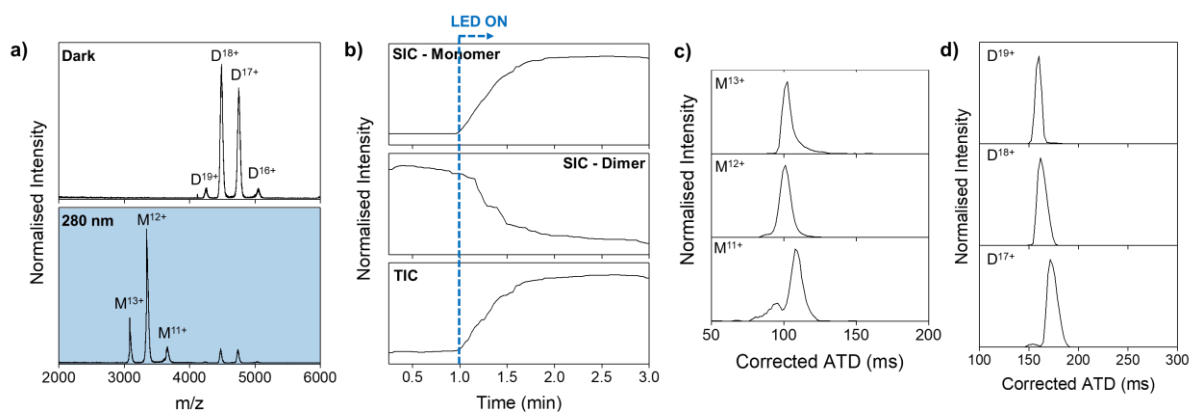 a)
Dark
D18+
D17+
D19+
D16+
280 nm
M12+
M13+
M11+
2000 3000 4000 5000 6000
m/z
Normalised Intensity
b)
LED ON
SIC - Monomer
SIC - Dimer
TIC
1.0 1.5 2.0 2.5 3.0
Time (min)
Normalised Intensity
c)
M13+
M12+
M11+
50 100 150 200
Corrected ATD (ms)
Normalised Intensity
d)
D19+
D18+
D17+
100 150 200 250 300
Corrected ATD (ms)
Normalised Intensity